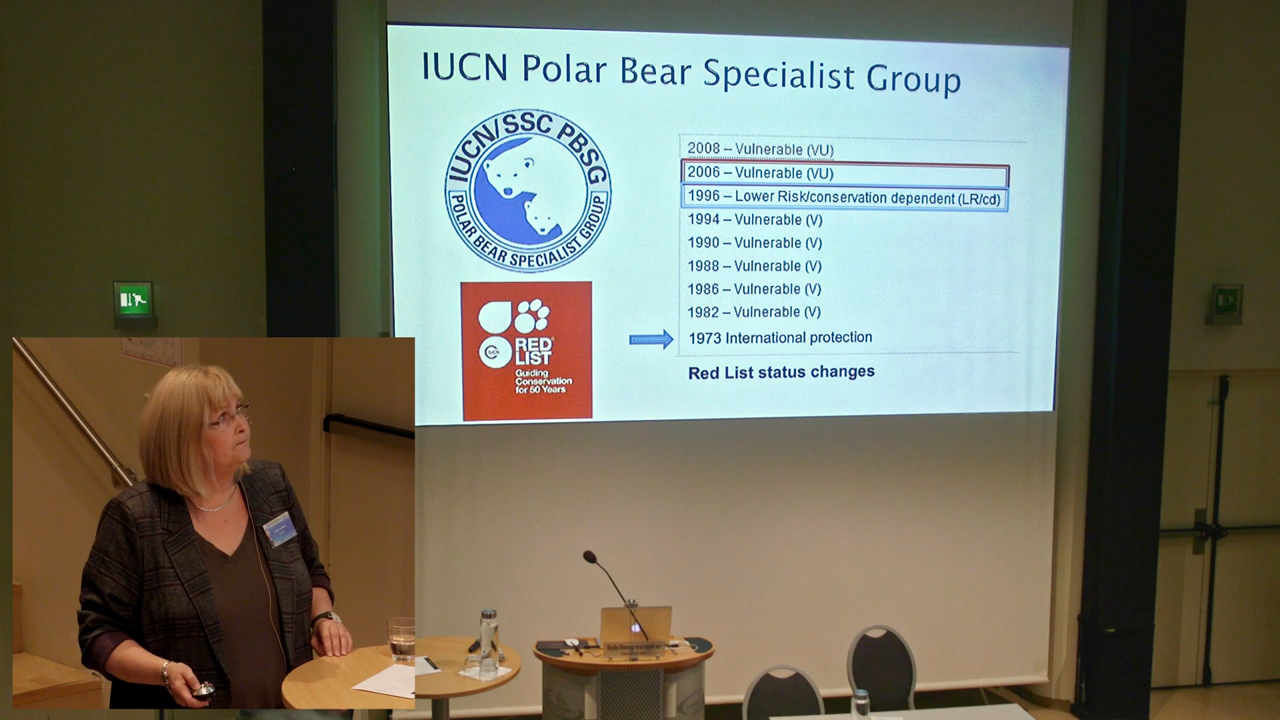 IUCN Polar Bear Specialist Group
IUCN/SSC PBSG
POLAR BEAR SPECIALIST GROUP
2008 – Vulnerable (VU)
2006 – Vulnerable (VU)
1996 – Lower Risk/conservation dependent (LR/cd)
1994 – Vulnerable (V)
1990 – Vulnerable (V)
1988 – Vulnerable (V)
1986 – Vulnerable (V)
1982 – Vulnerable (V)
1973 International protection
Red List status changes
IUCN
RED
LIST
Guiding
Conservation
for 50 Years